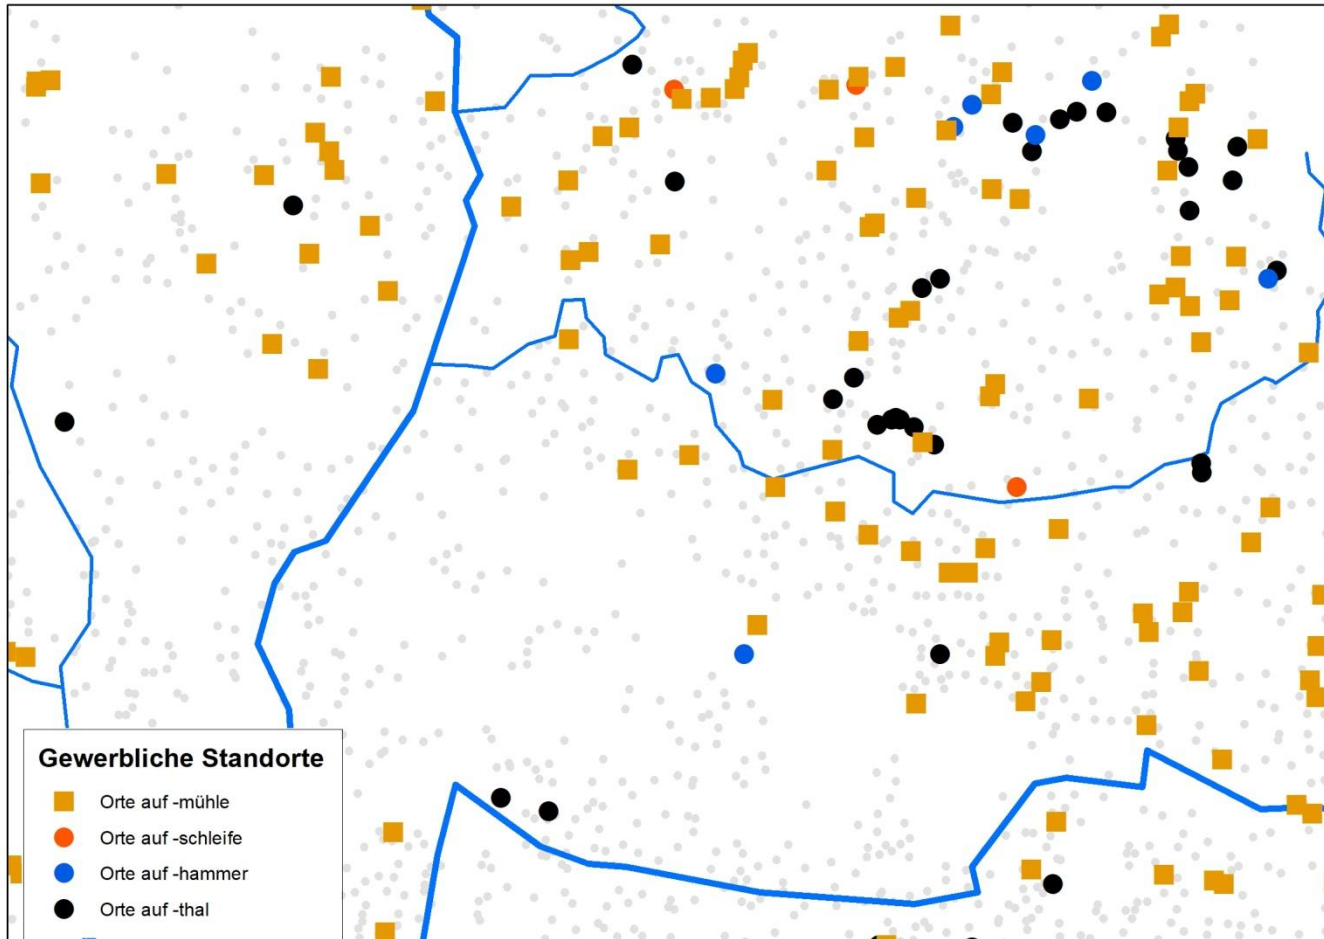 Gewerbliche Standorte
Orte auf -mühle
Orte auf -schleife
Orte auf -hammer
Orte auf -thal